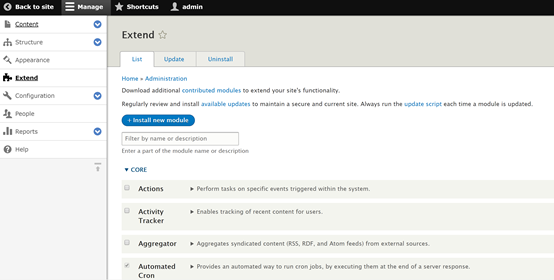 Back to site Manage Shortcuts admin
Content
Structure
Appearance
Extend
Configuration
People
Reports
Help
Extend
List Update Uninstall
Home » Administration
Download additional contributed modules to extend your site's functionality.
Regularly review and install available updates to maintain a secure and current site. Always run the update script each time a module is updated.
+ Install new module
Filter by name or description
Enter a part of the module name or description
▼ CORE
Actions ► Perform tasks on specific events triggered within the system.
Activity ► Enables tracking of recent content for users.
Tracker
Aggregator ► Aggregates syndicated content (RSS, RDF, and Atom feeds) from external sources.
Automated ► Provides an automated way to run cron jobs, by executing them at the end of a server response.
Cron